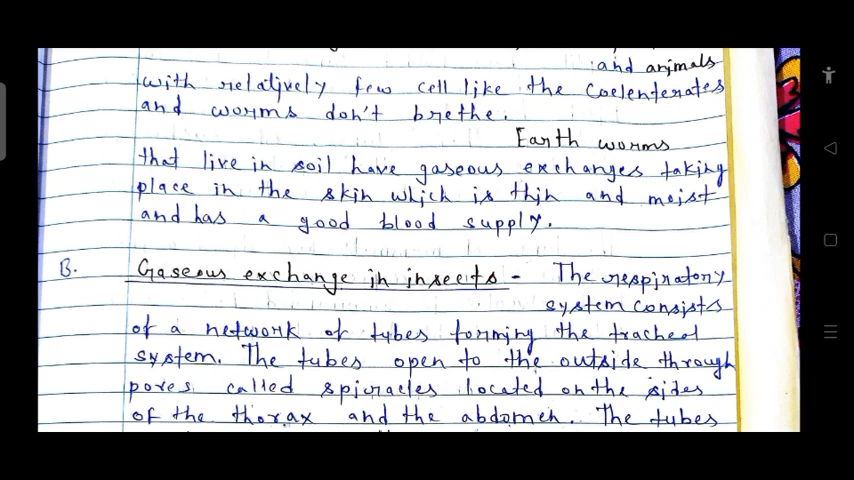 and animals
with relatively few cell like the coelenterates
and worms don't brethe.
Earth worms
that live in soil have gaseous exchanges taking
place in the skin which is thin and moist
and has a good blood supply.
B. Gaseous exchange in insects - The respiratory
system consists
of a network of tubes forming the tracheol
system. The tubes open to the outside through
pores called spiracles located on the sides
of the thorax and the abdomen. The tubes